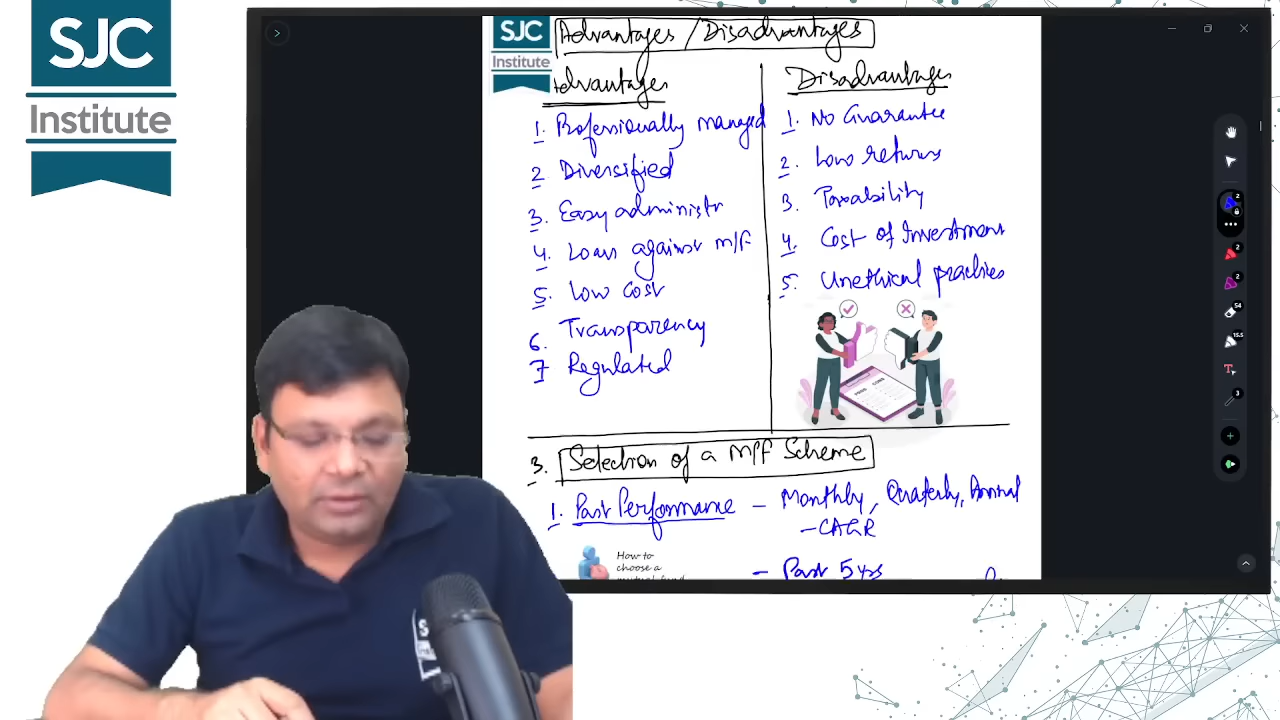 SJC
Institute
SJC
Institute
Advantages / Disadvantages
Advantages
1. Professionally managed
2 Diversified
3. Easy administr
4. Loan against M/F
5. Low Cost
6. Transparency
7 Regulated
Disadvantages
1. No Guarantee
2. Low returns
3. Taxability
4. Cost of Investment
5. Unethical practices
3. Selection of a M/F Scheme
1. Past Performance – Monthly, Quaterly, Annual
– CAGR
How to
choose a
mutual fund
– Past 5 yrs